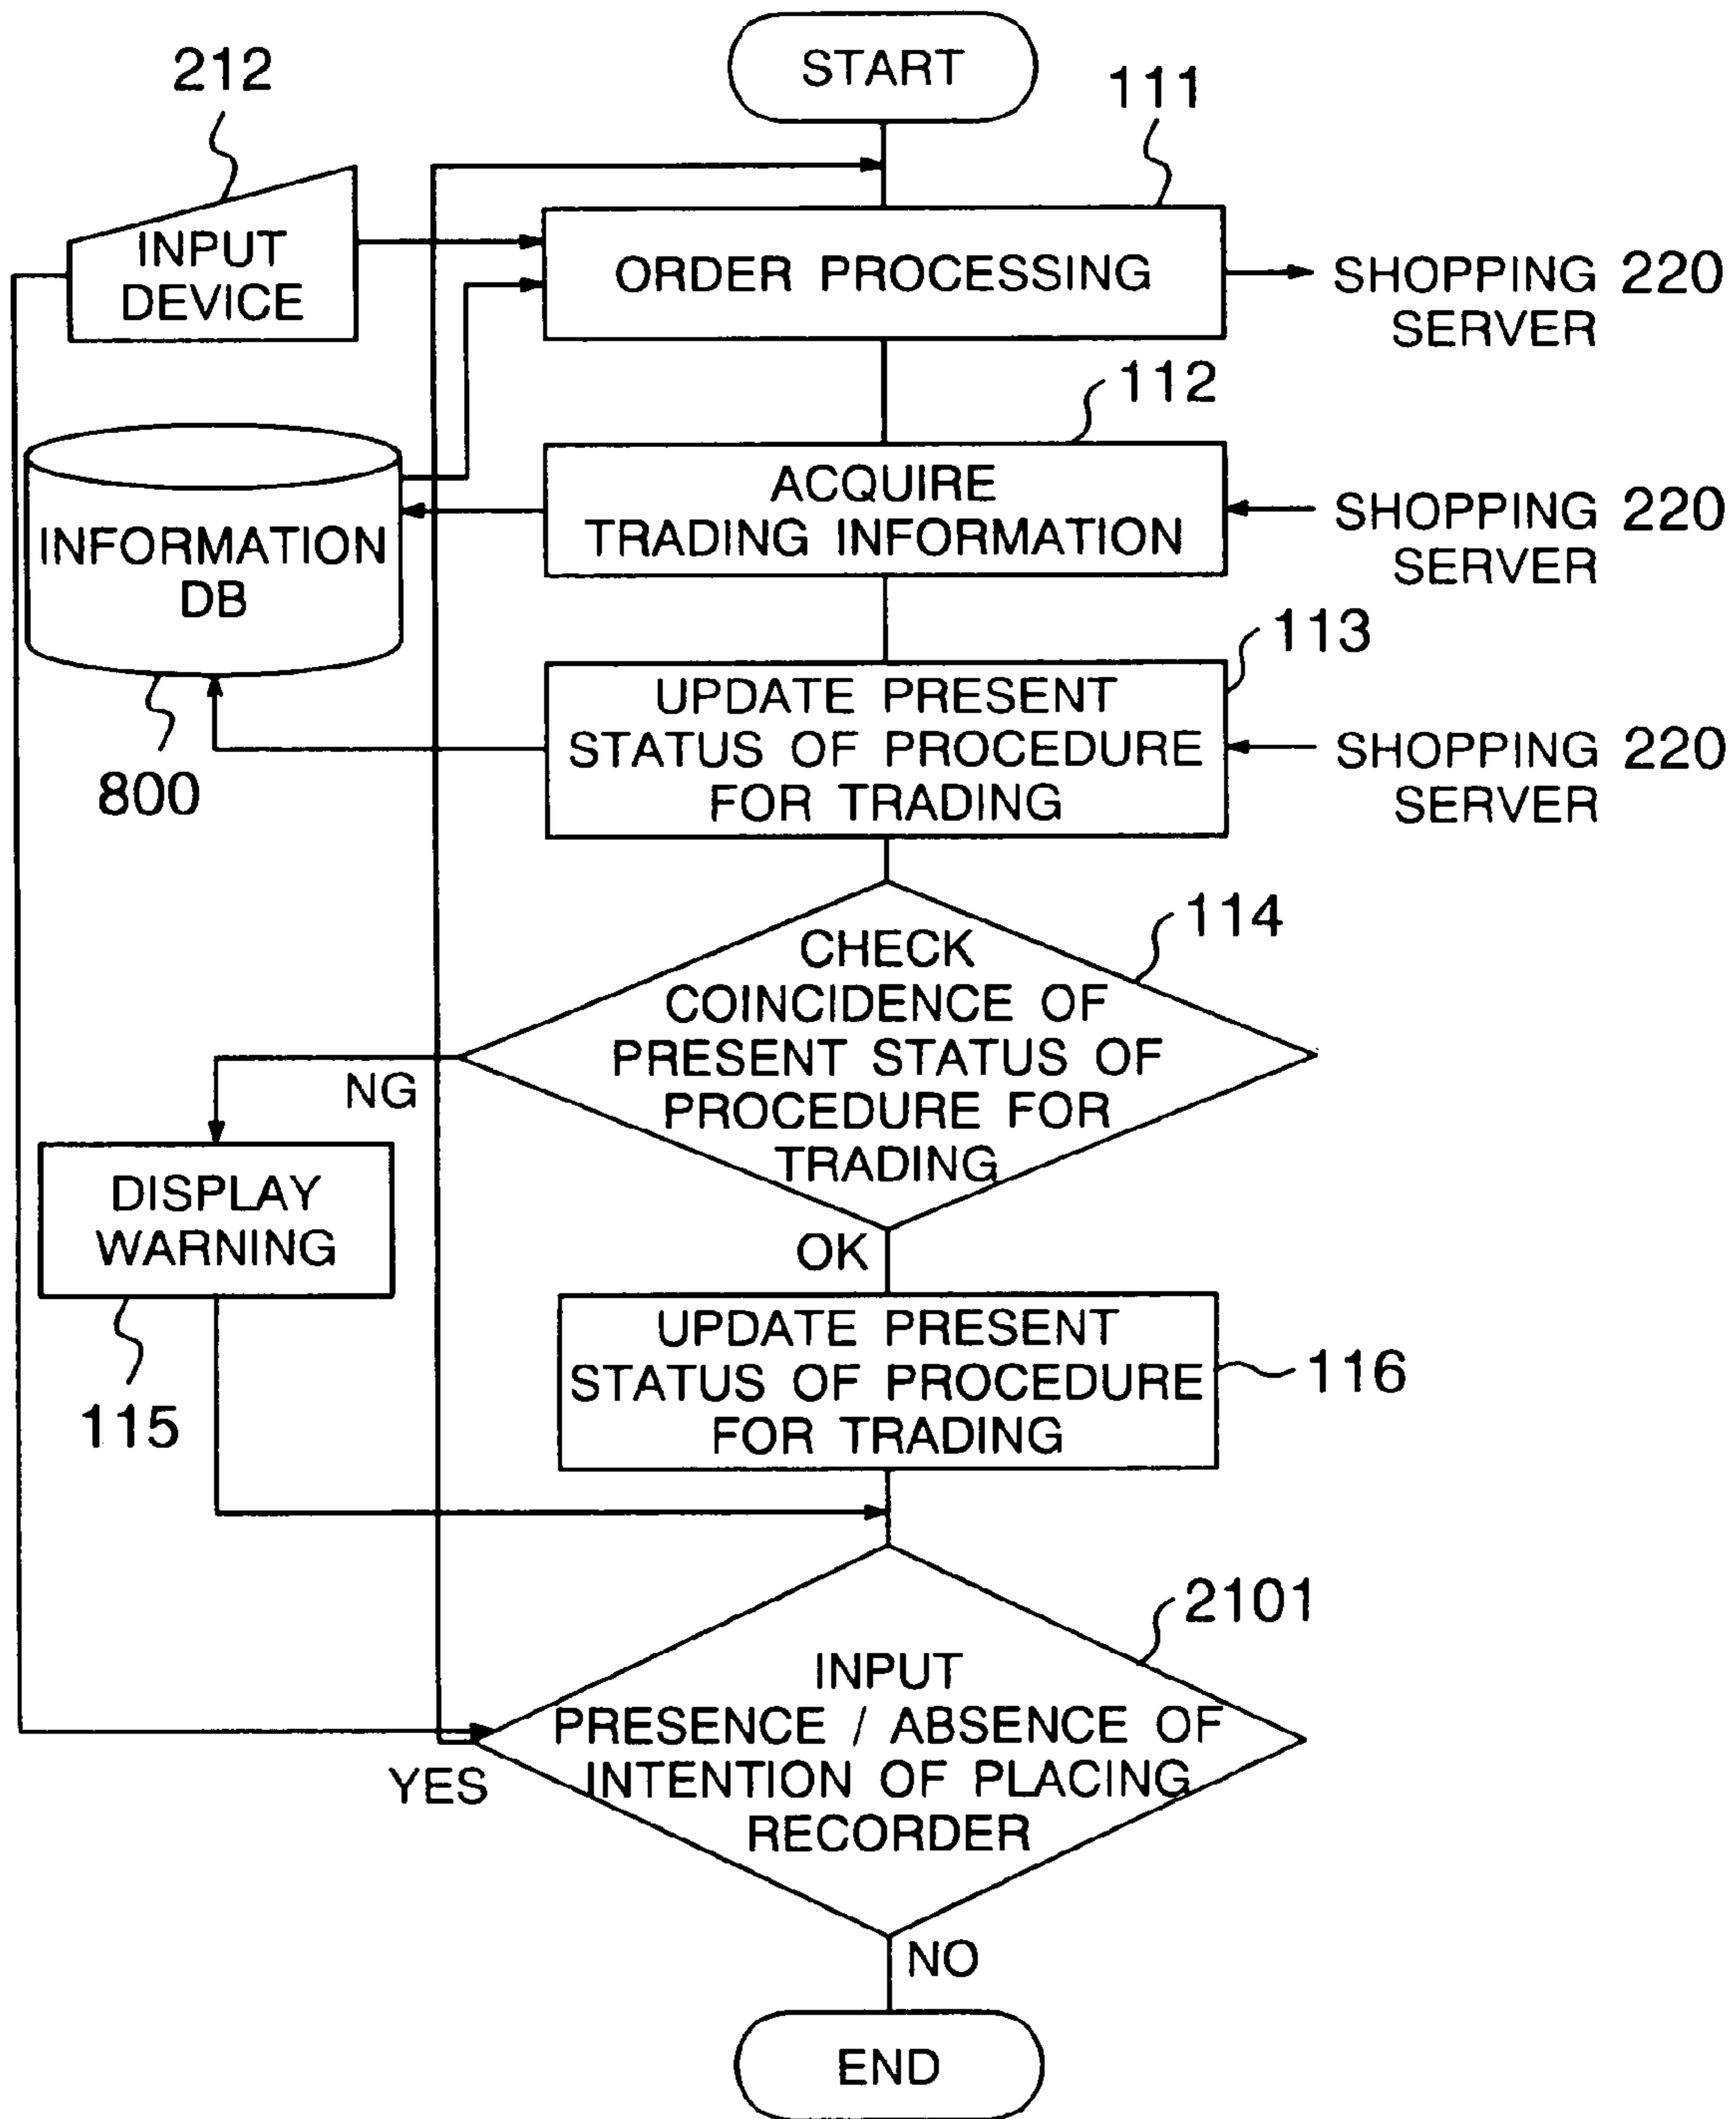 START
212
111
INPUT
DEVICE
ORDER PROCESSING
SHOPPING 220
SERVER
112
ACQUIRE
TRADING INFORMATION
SHOPPING 220
SERVER
INFORMATION
DB
800
113
UPDATE PRESENT
STATUS OF PROCEDURE
FOR TRADING
SHOPPING 220
SERVER
114
CHECK
COINCIDENCE OF
PRESENT STATUS OF
PROCEDURE FOR
TRADING
NG
DISPLAY
WARNING
115
OK
UPDATE PRESENT
STATUS OF PROCEDURE
FOR TRADING
116
2101
INPUT
PRESENCE / ABSENCE OF
INTENTION OF PLACING
RECORDER
YES
NO
END